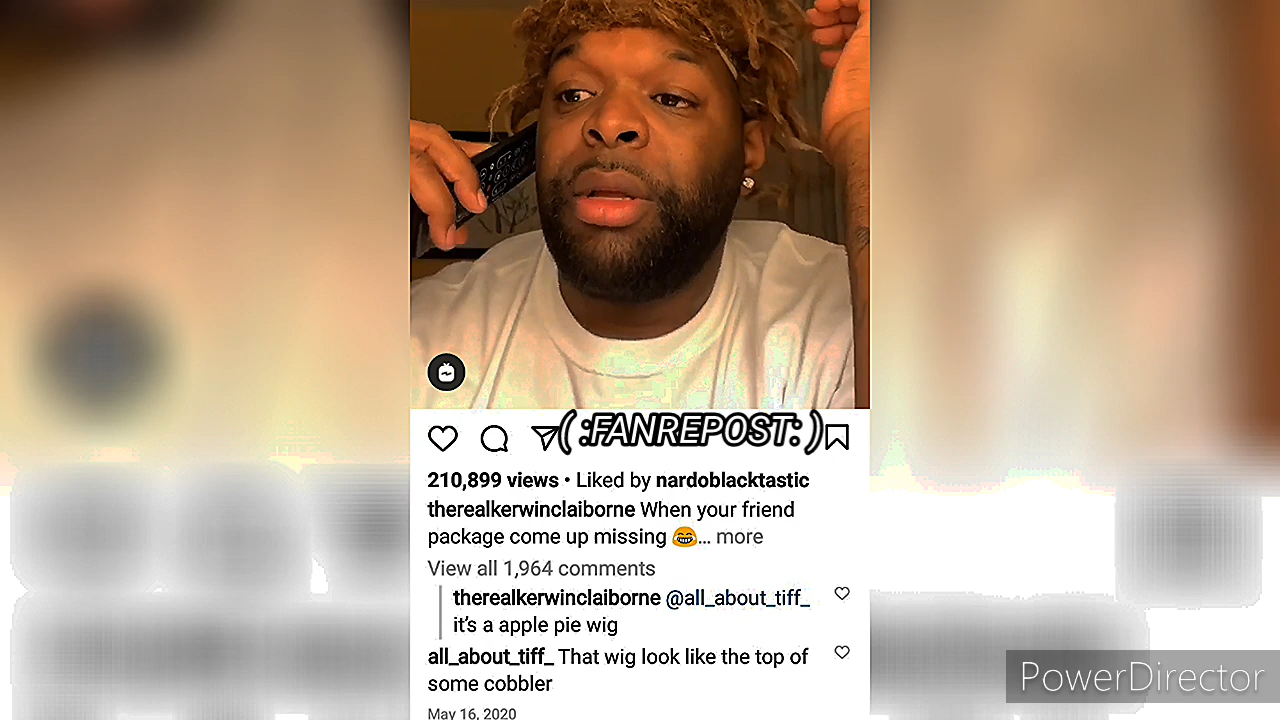 ( :FANREPOST: )
210,899 views • Liked by nardoblacktastic
therealkerwinclaiborne When your friend
package come up missing 😂... more
View all 1,964 comments
therealkerwinclaiborne @all_about_tiff_
it's a apple pie wig
all_about_tiff_ That wig look like the top of
some cobbler
May 16, 2020
PowerDirector